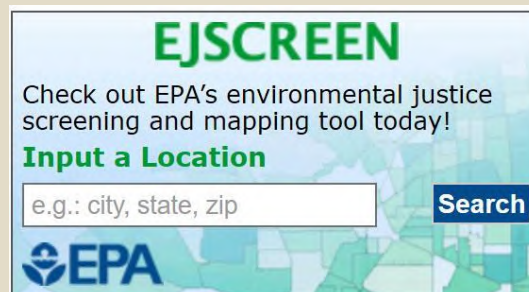 EJSCREEN
Check out EPA’s environmental justice
screening and mapping tool today!
Input a Location
e.g.: city, state, zip
Search
EPA